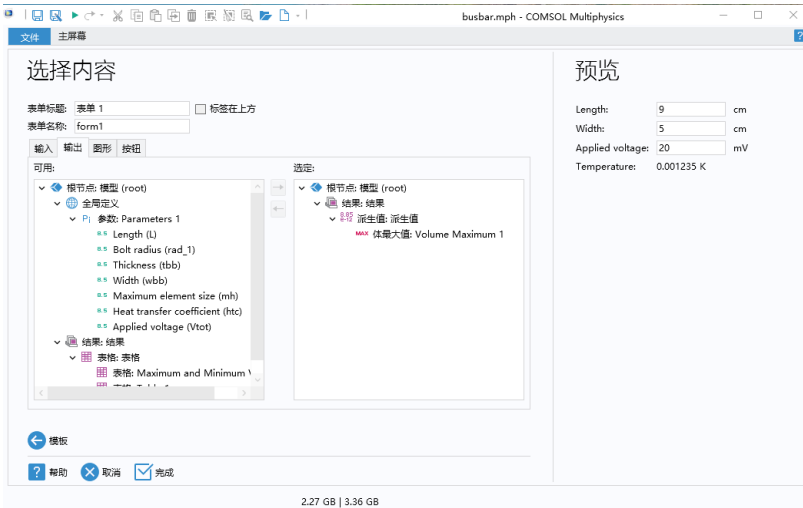 busbar.mph - COMSOL Multiphysics
文件 主屏幕
选择内容
表单标题: 表单 1 标签在上方
表单名称: form1
输入 输出 图形 按钮
可用:
根节点: 模型 (root)
全局定义
Pi 参数: Parameters 1
Length (L)
Bolt radius (rad_1)
Thickness (tbb)
Width (wbb)
Maximum element size (mh)
Heat transfer coefficient (htc)
Applied voltage (Vtot)
结果: 结果
表格: 表格
表格: Maximum and Minimum
选定:
根节点: 模型 (root)
结果: 结果
8.85 e-12 派生值: 派生值
MAX 体最大值: Volume Maximum 1
模板
帮助 取消 完成
预览
Length: 9 cm
Width: 5 cm
Applied voltage: 20 mV
Temperature: 0.001235 K
2.27 GB | 3.36 GB